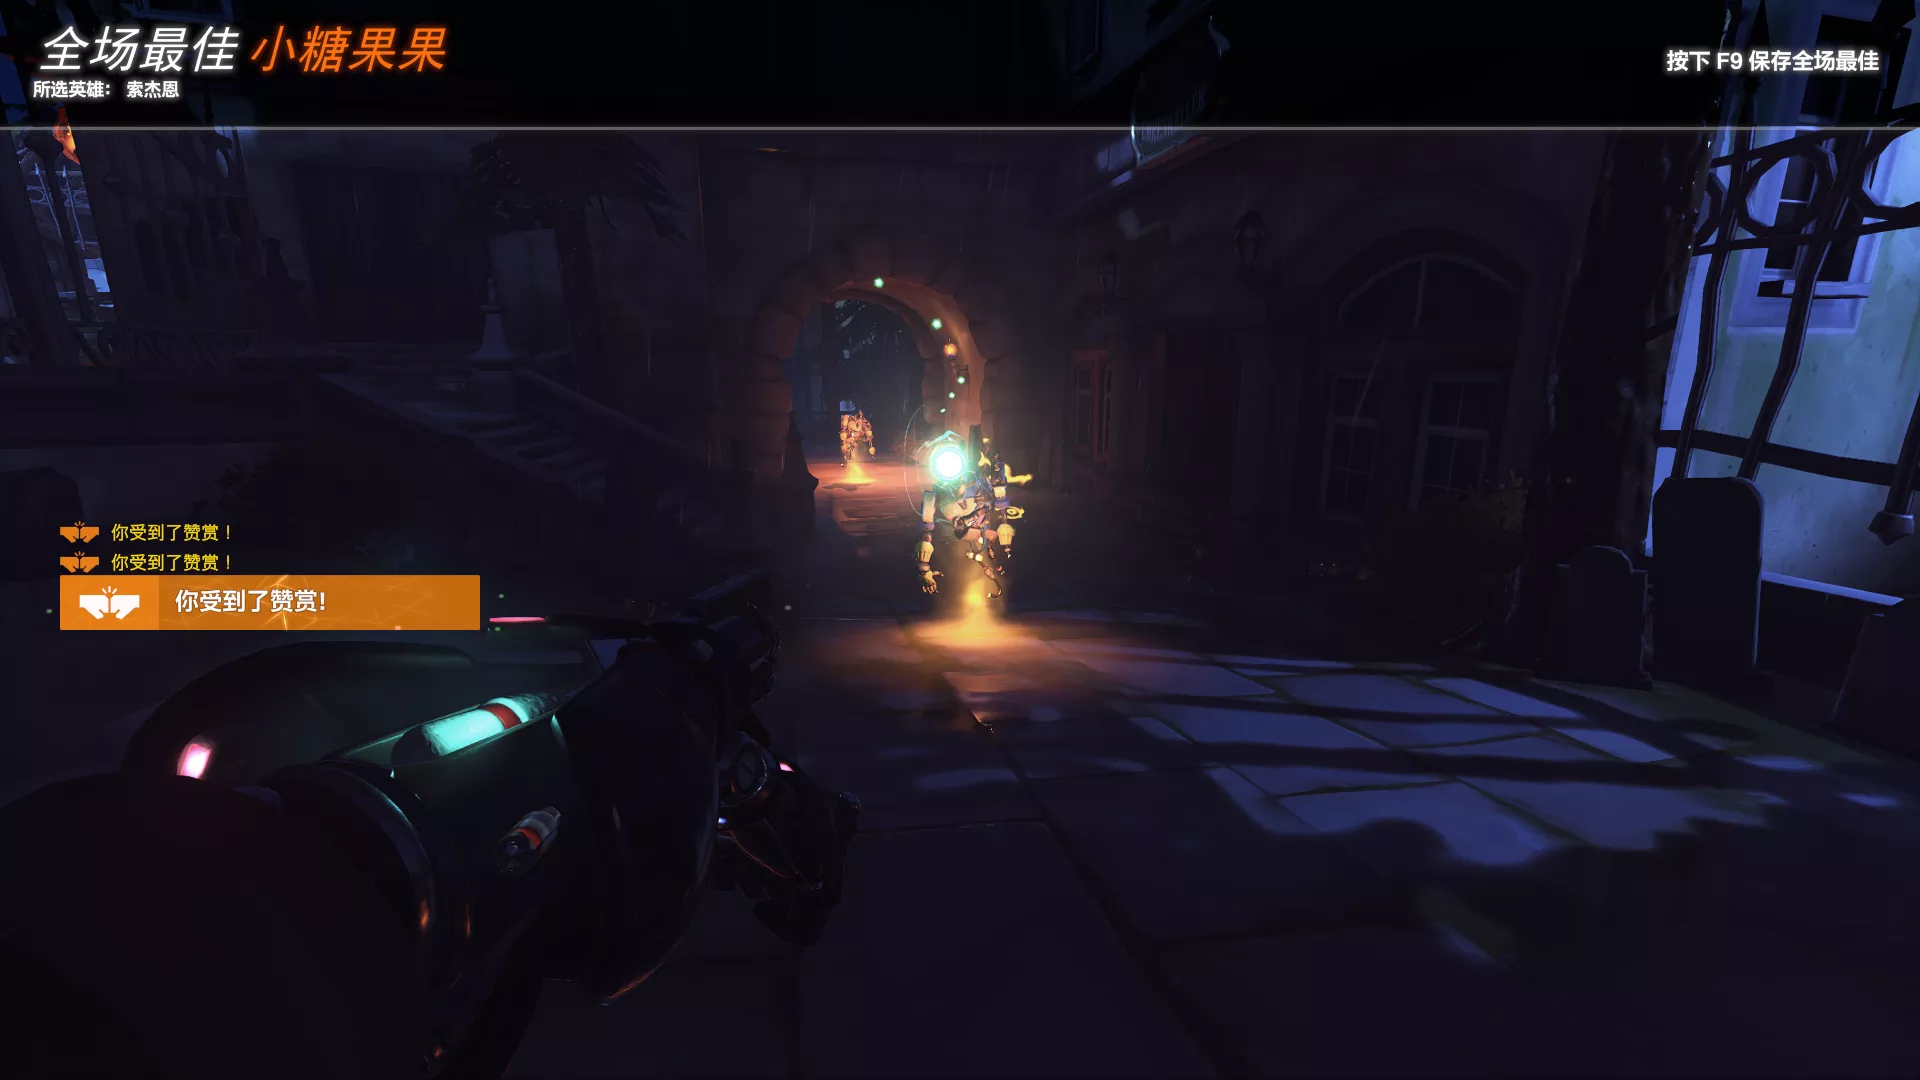 全场最佳 小糖果果
所选英雄： 索杰恩
按下 F9 保存全场最佳
你受到了赞赏！
你受到了赞赏！
你受到了赞赏!